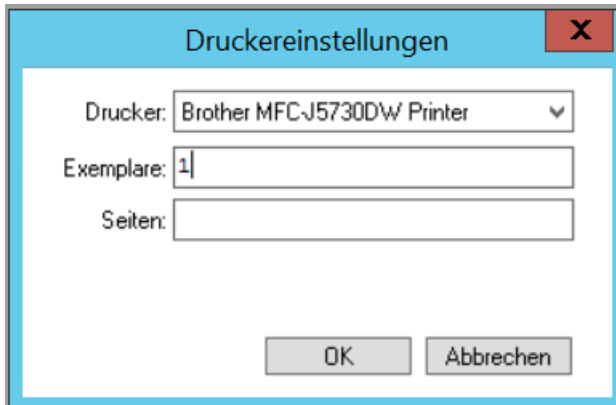 Druckereinstellungen
X
Drucker: Brother MFC-J5730DW Printer
Exemplare: 1
Seiten:
OK Abbrechen